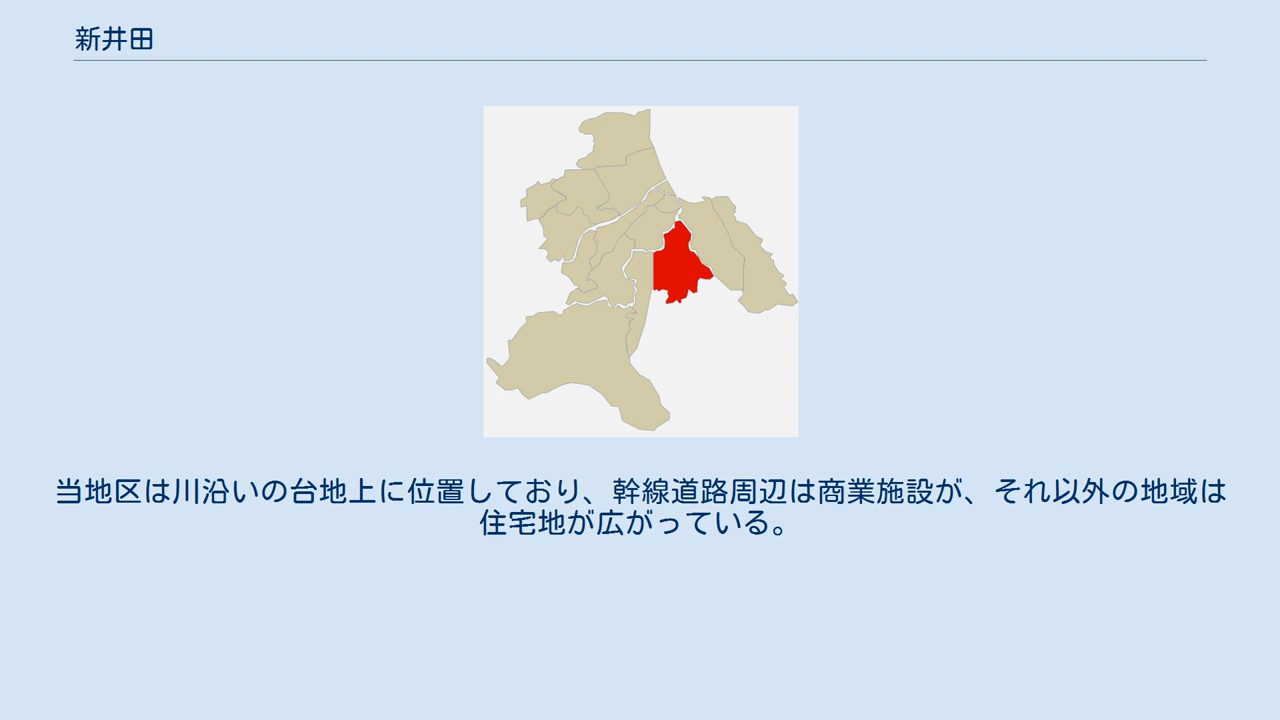 新井田
当地区は川沿いの台地上に位置しており、幹線道路周辺は商業施設が、それ以外の地域は
住宅地が広がっている。